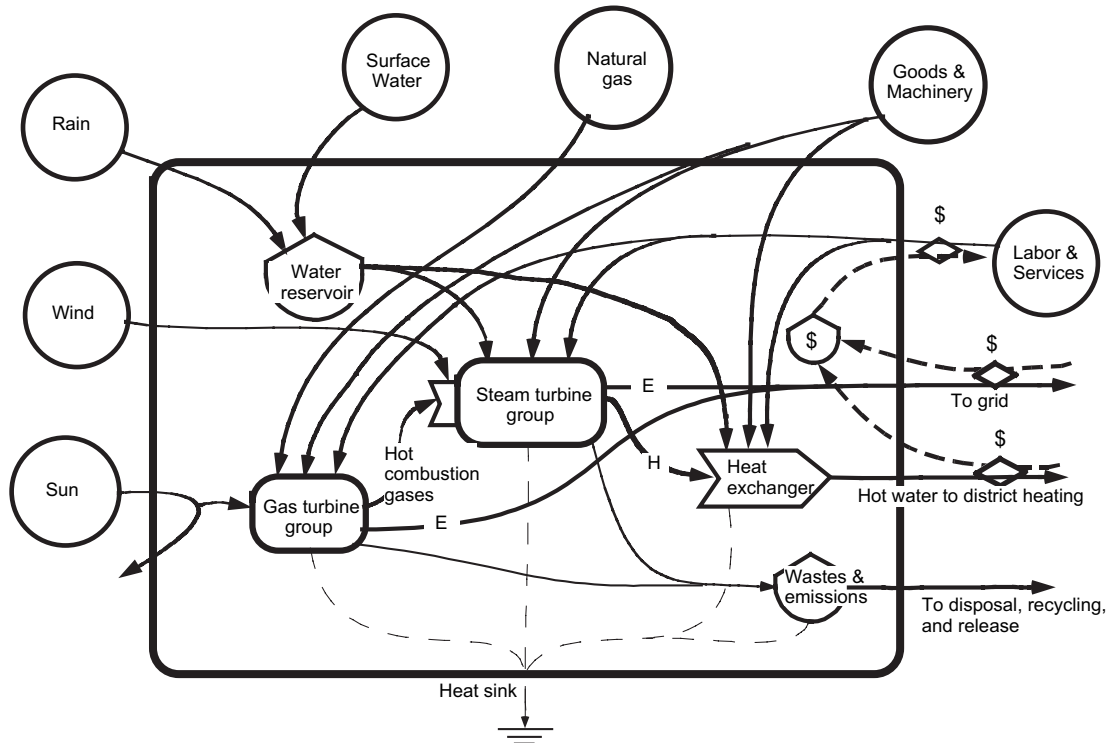 Surface
Water
Natural
gas
Goods &
Machinery
Rain
$
Labor &
Services
Water
reservoir
Wind
$
$
Steam turbine
group
E
To grid
Hot
combustion
gases
H
$
Heat
exchanger
Hot water to district heating
Sun
Gas turbine
group
E
Wastes &
emissions
To disposal, recycling,
and release
Heat sink